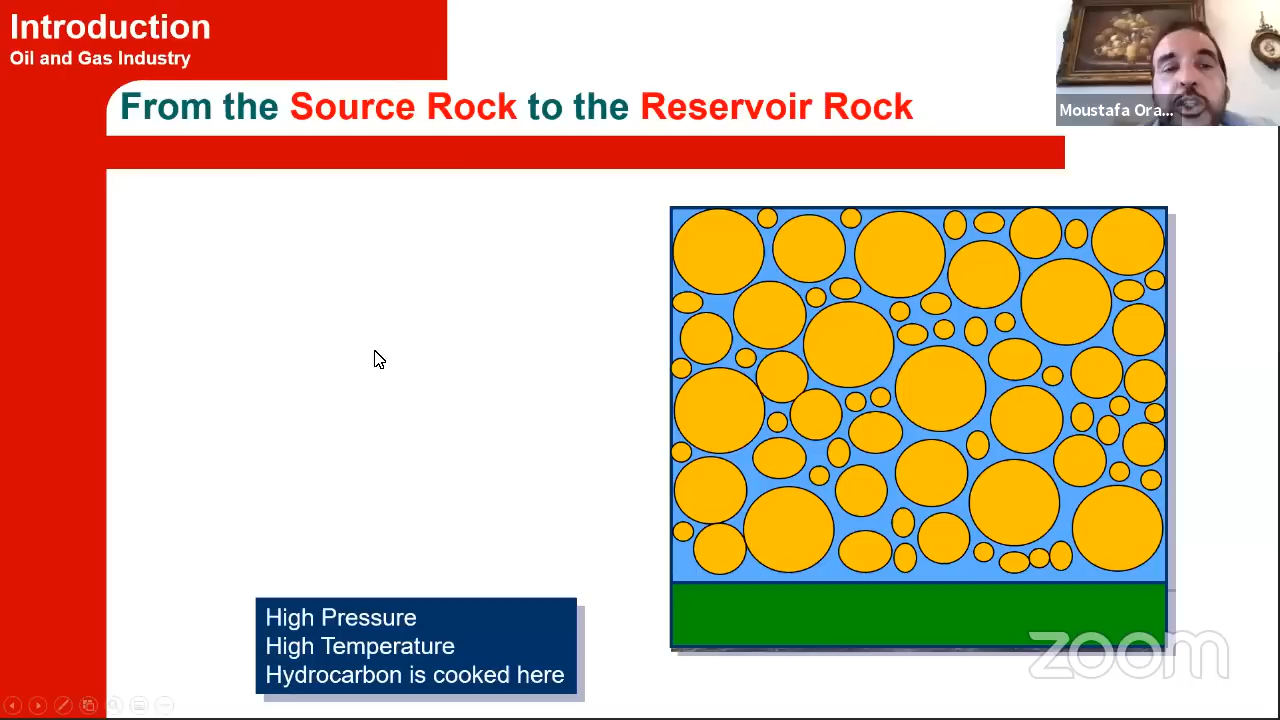 Introduction
Oil and Gas Industry
From the Source Rock to the Reservoir Rock
Moustafa Ora...
High Pressure
High Temperature
Hydrocarbon is cooked here
zoom